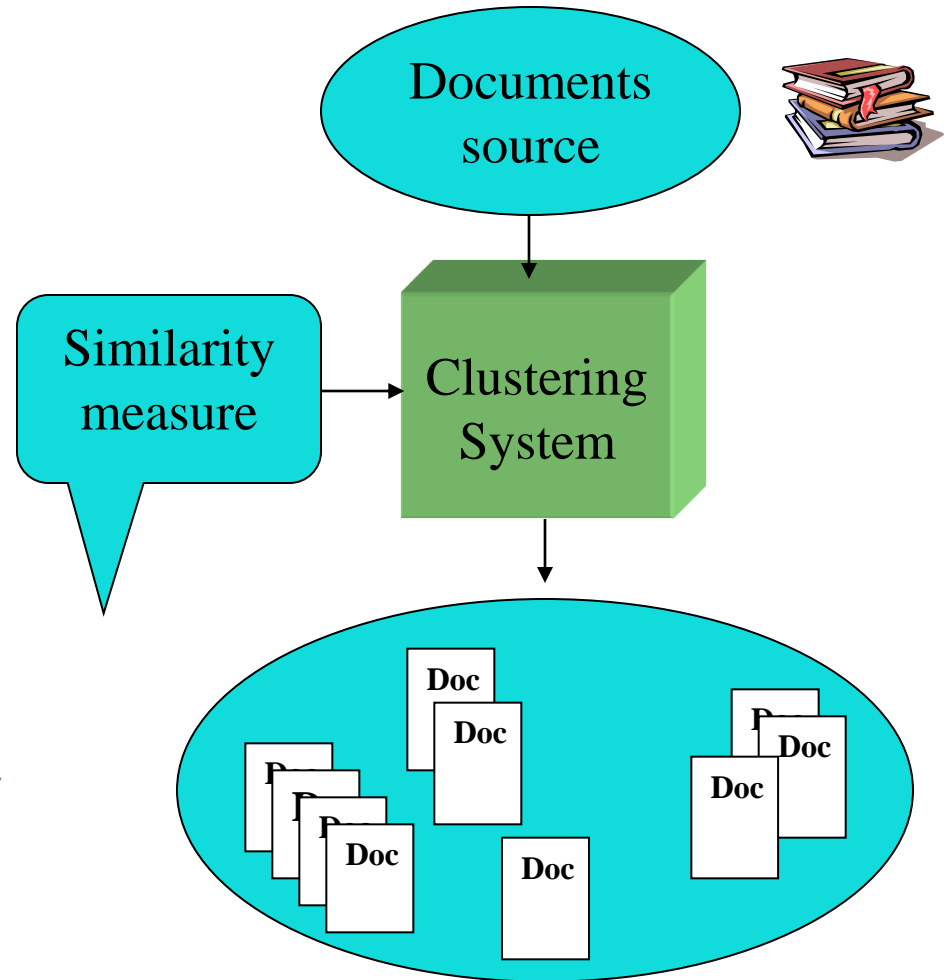 Documents
source
Similarity
measure
Clustering
System
Doc
Doc
Doc
Doc
Doc
Doc
Doc